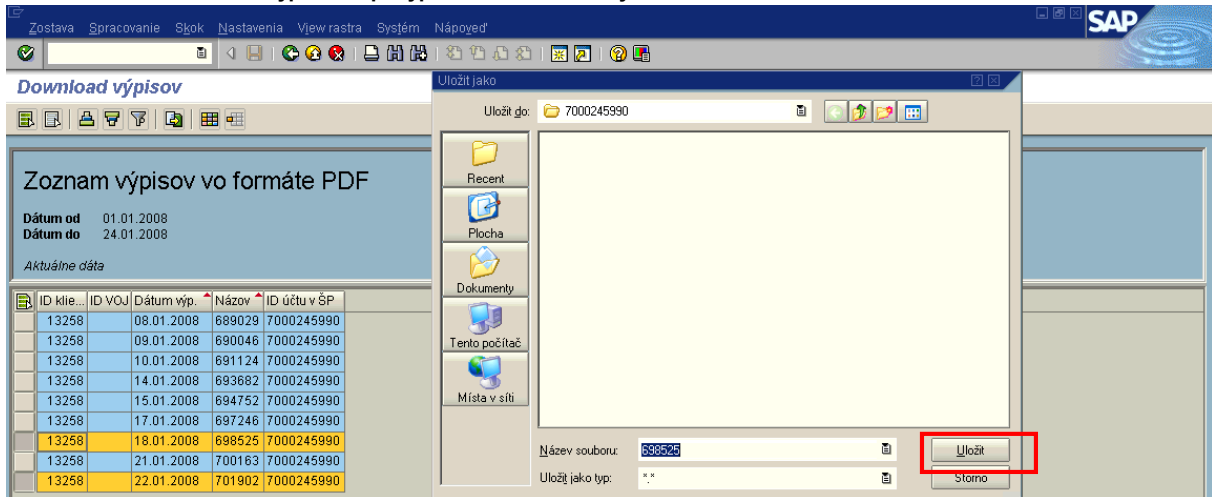 Zostava Spracovanie Skok Nastavenia View rastra Systém Nápoveď
SAP
Download výpisov
Zoznam výpisov vo formáte PDF
Dátum od 01.01.2008
Dátum do 24.01.2008
Aktuálne dáta
ID klie... ID VOJ Dátum výp. Názov ID účtu v ŠP
13258 08.01.2008 689029 7000245990
13258 09.01.2008 690046 7000245990
13258 10.01.2008 691124 7000245990
13258 14.01.2008 693682 7000245990
13258 15.01.2008 694752 7000245990
13258 17.01.2008 697246 7000245990
13258 18.01.2008 698525 7000245990
13258 21.01.2008 700163 7000245990
13258 22.01.2008 701902 7000245990
Uložit jako
Uložit do: 7000245990
Recent
Plocha
Dokumenty
Tento počítač
Místa v síti
Název souboru: 698525 Uložit
Uložit jako typ: *.* Storno